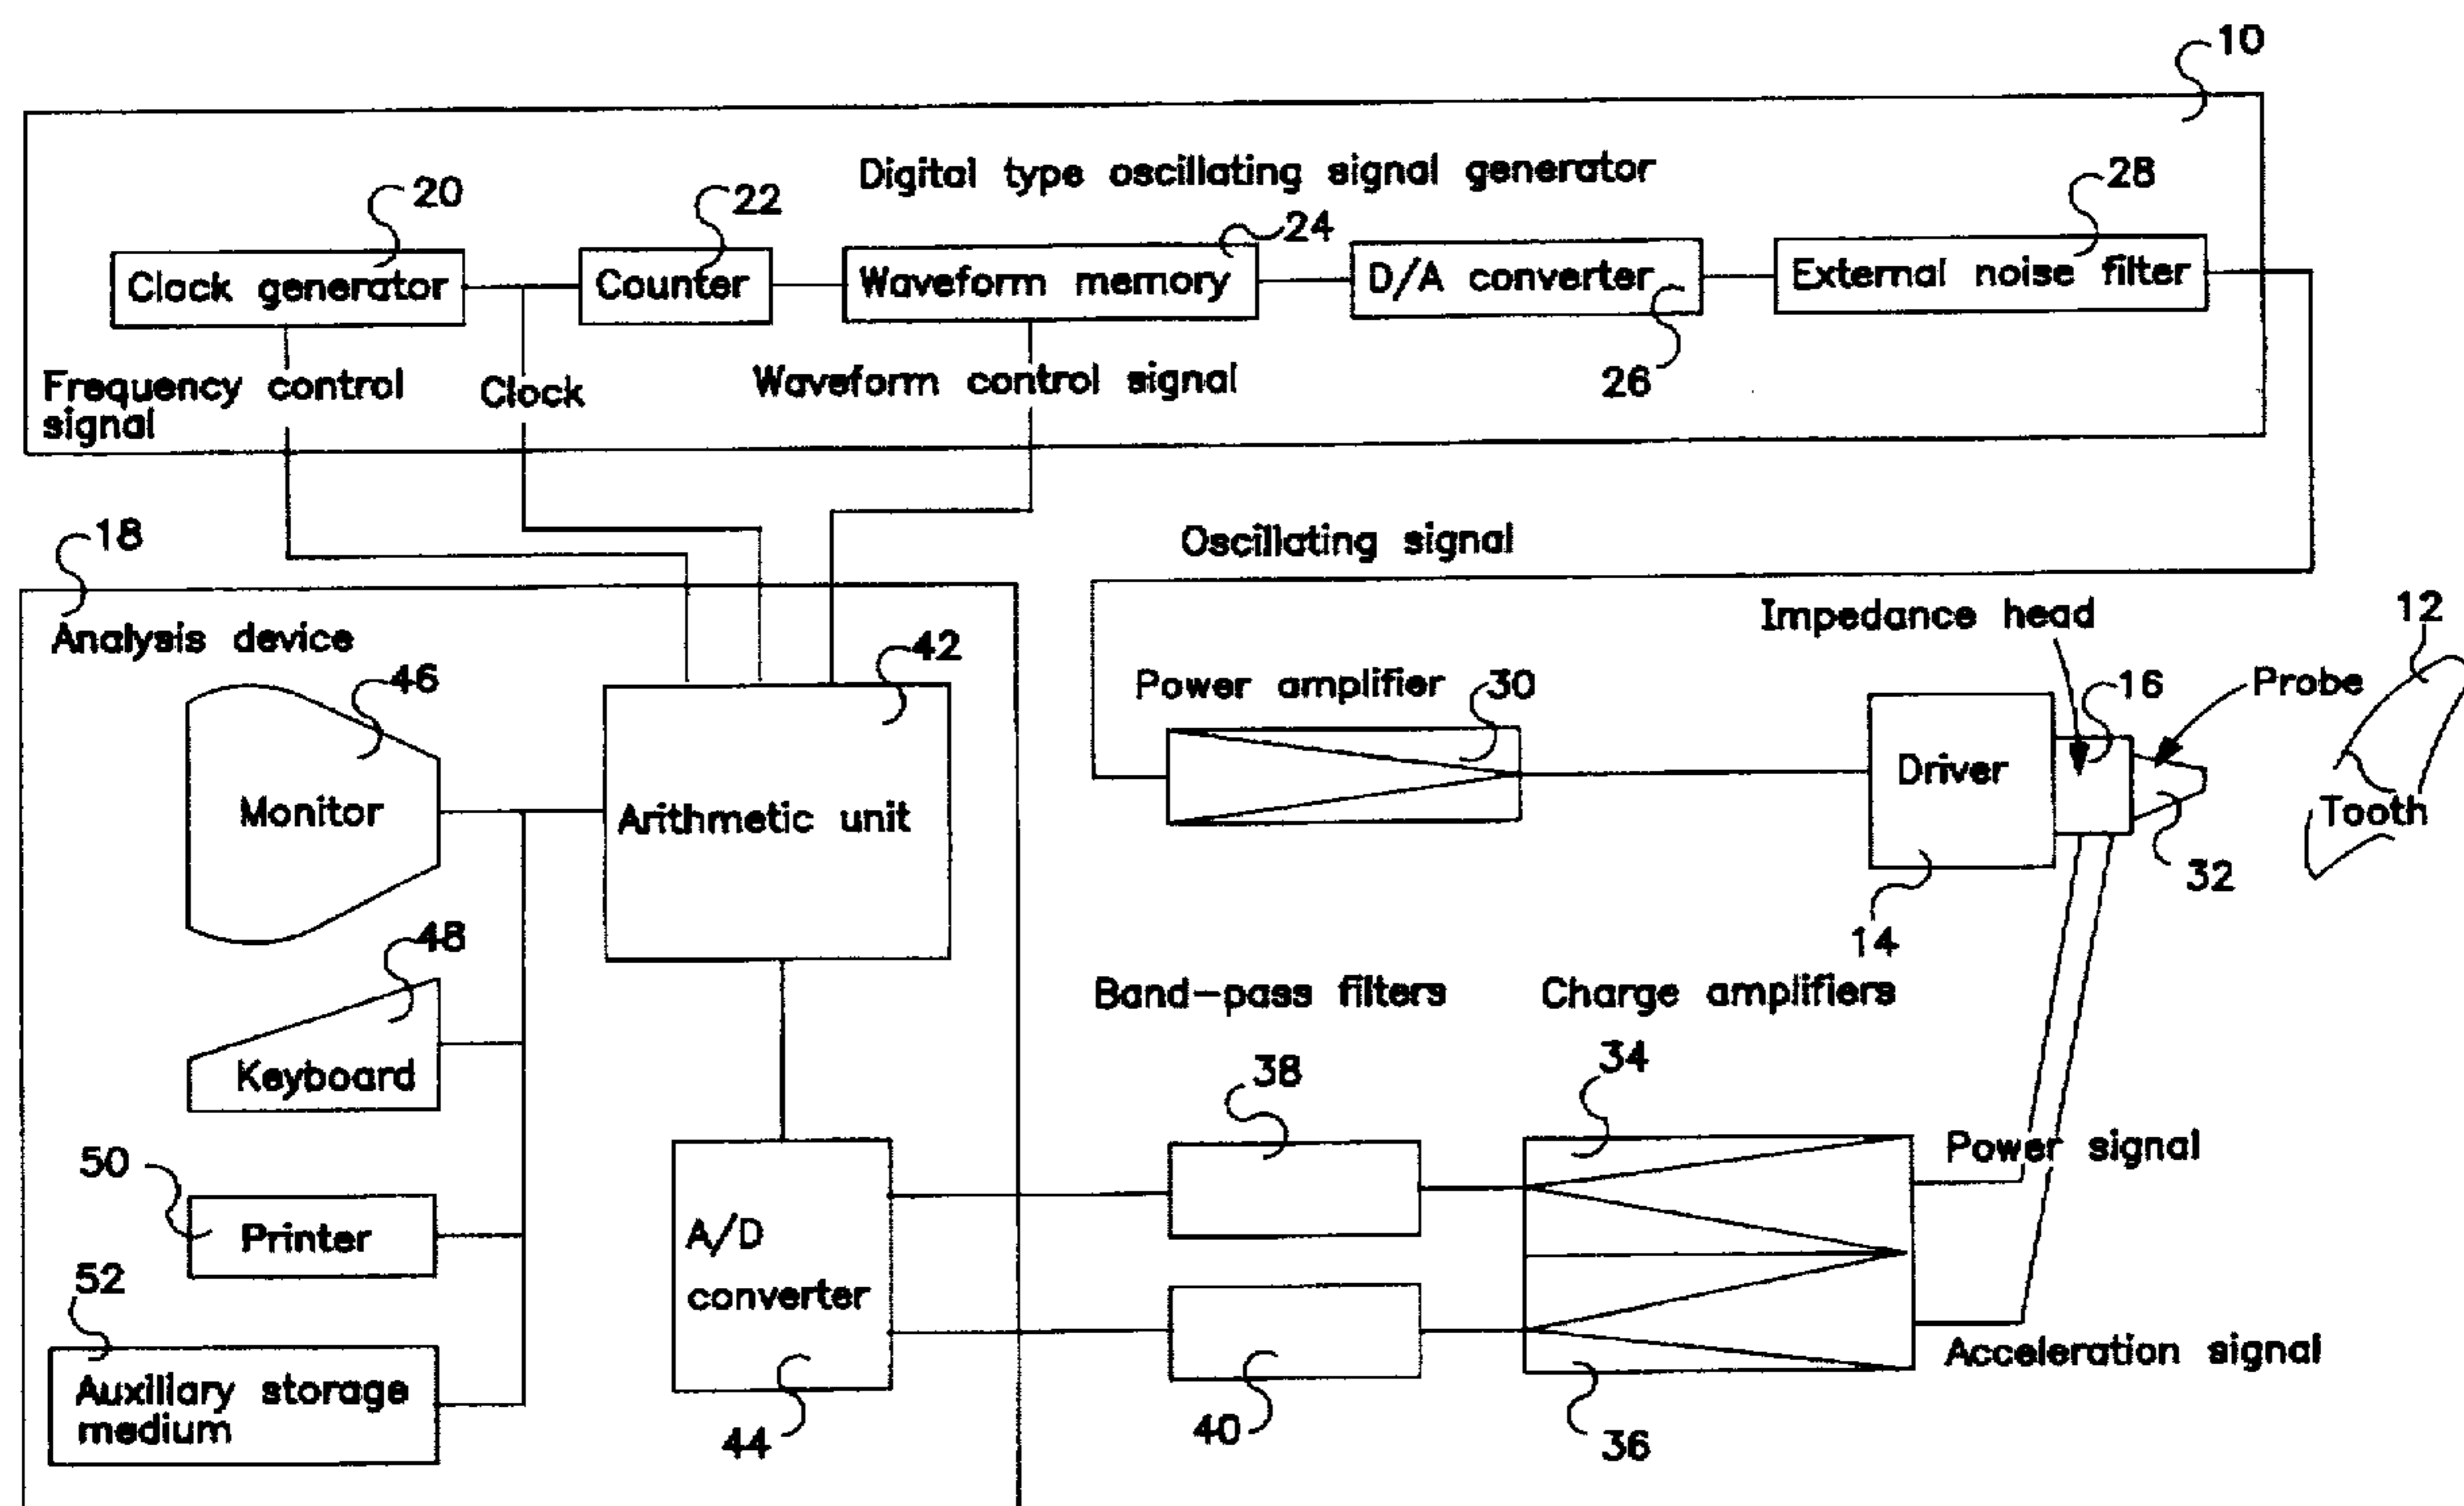 10
Digital type oscillating signal generator
20
22
24
28
Clock generator
Counter
Waveform memory
D/A converter
External noise filter
26
Frequency control
signal
Clock
Waveform control signal
18
Oscillating signal
Analysis device
Impedance head
12
42
46
Power amplifier
30
16
Probe
Monitor
Arithmetic unit
Driver
Tooth
32
14
48
Keyboard
Band-pass filters
Charge amplifiers
38
34
50
Printer
Power signal
A/D
converter
52
Auxiliary storage
medium
Acceleration signal
44
40
36